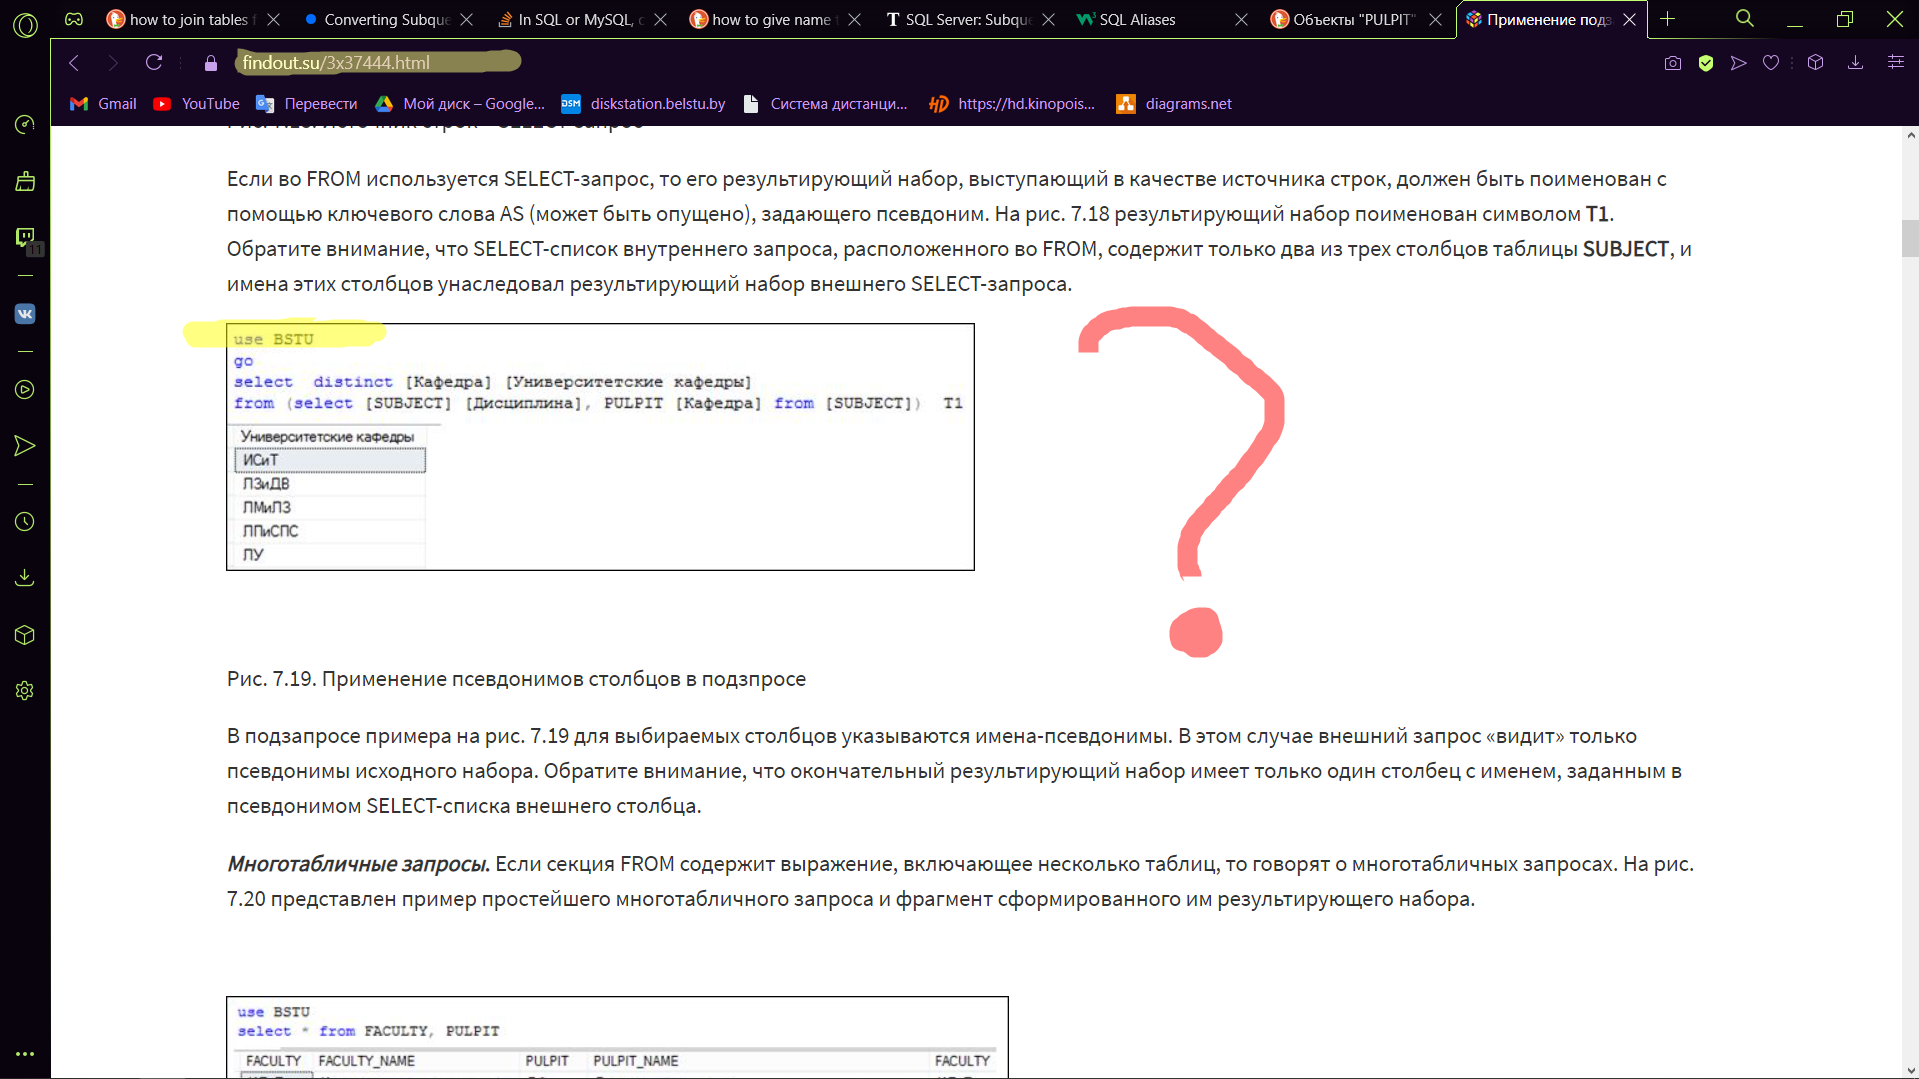 how to join tables f
Converting Subque
In SQL or MySQL, c
how to give name t
SQL Server: Subque
SQL Aliases
Объекты "PULPIT"
Применение подз
findout.su/3x37444.html
Gmail
YouTube
Перевести
Мой диск – Google...
DSM
diskstation.belstu.by
Система дистанци...
HD
https://hd.kinopois...
diagrams.net
11
Если во FROM используется SELECT-запрос, то его результирующий набор, выступающий в качестве источника строк, должен быть поименован с
помощью ключевого слова AS (может быть опущено), задающего псевдоним. На рис. 7.18 результирующий набор поименован символом T1.
Обратите внимание, что SELECT-список внутреннего запроса, расположенного во FROM, содержит только два из трех столбцов таблицы SUBJECT, и
имена этих столбцов унаследовал результирующий набор внешнего SELECT-запроса.
use BSTU
go
select distinct [Кафедра] [Университетские кафедры]
from (select [SUBJECT] [Дисциплина], PULPIT [Кафедра] from [SUBJECT]) T1
Университетские кафедры
ИСиТ
ЛЗиДВ
ЛМиЛЗ
ЛПиСПС
ЛУ
?
Рис. 7.19. Применение псевдонимов столбцов в подзпросе
В подзапросе примера на рис. 7.19 для выбираемых столбцов указываются имена-псевдонимы. В этом случае внешний запрос «видит» только
псевдонимы исходного набора. Обратите внимание, что окончательный результирующий набор имеет только один столбец с именем, заданным в
псевдонимом SELECT-списка внешнего столбца.
Многотабличные запросы. Если секция FROM содержит выражение, включающее несколько таблиц, то говорят о многотабличных запросах. На рис.
7.20 представлен пример простейшего многотабличного запроса и фрагмент сформированного им результирующего набора.
use BSTU
select * from FACULTY, PULPIT
FACULTY FACULTY_NAME PULPIT PULPIT_NAME FACULTY